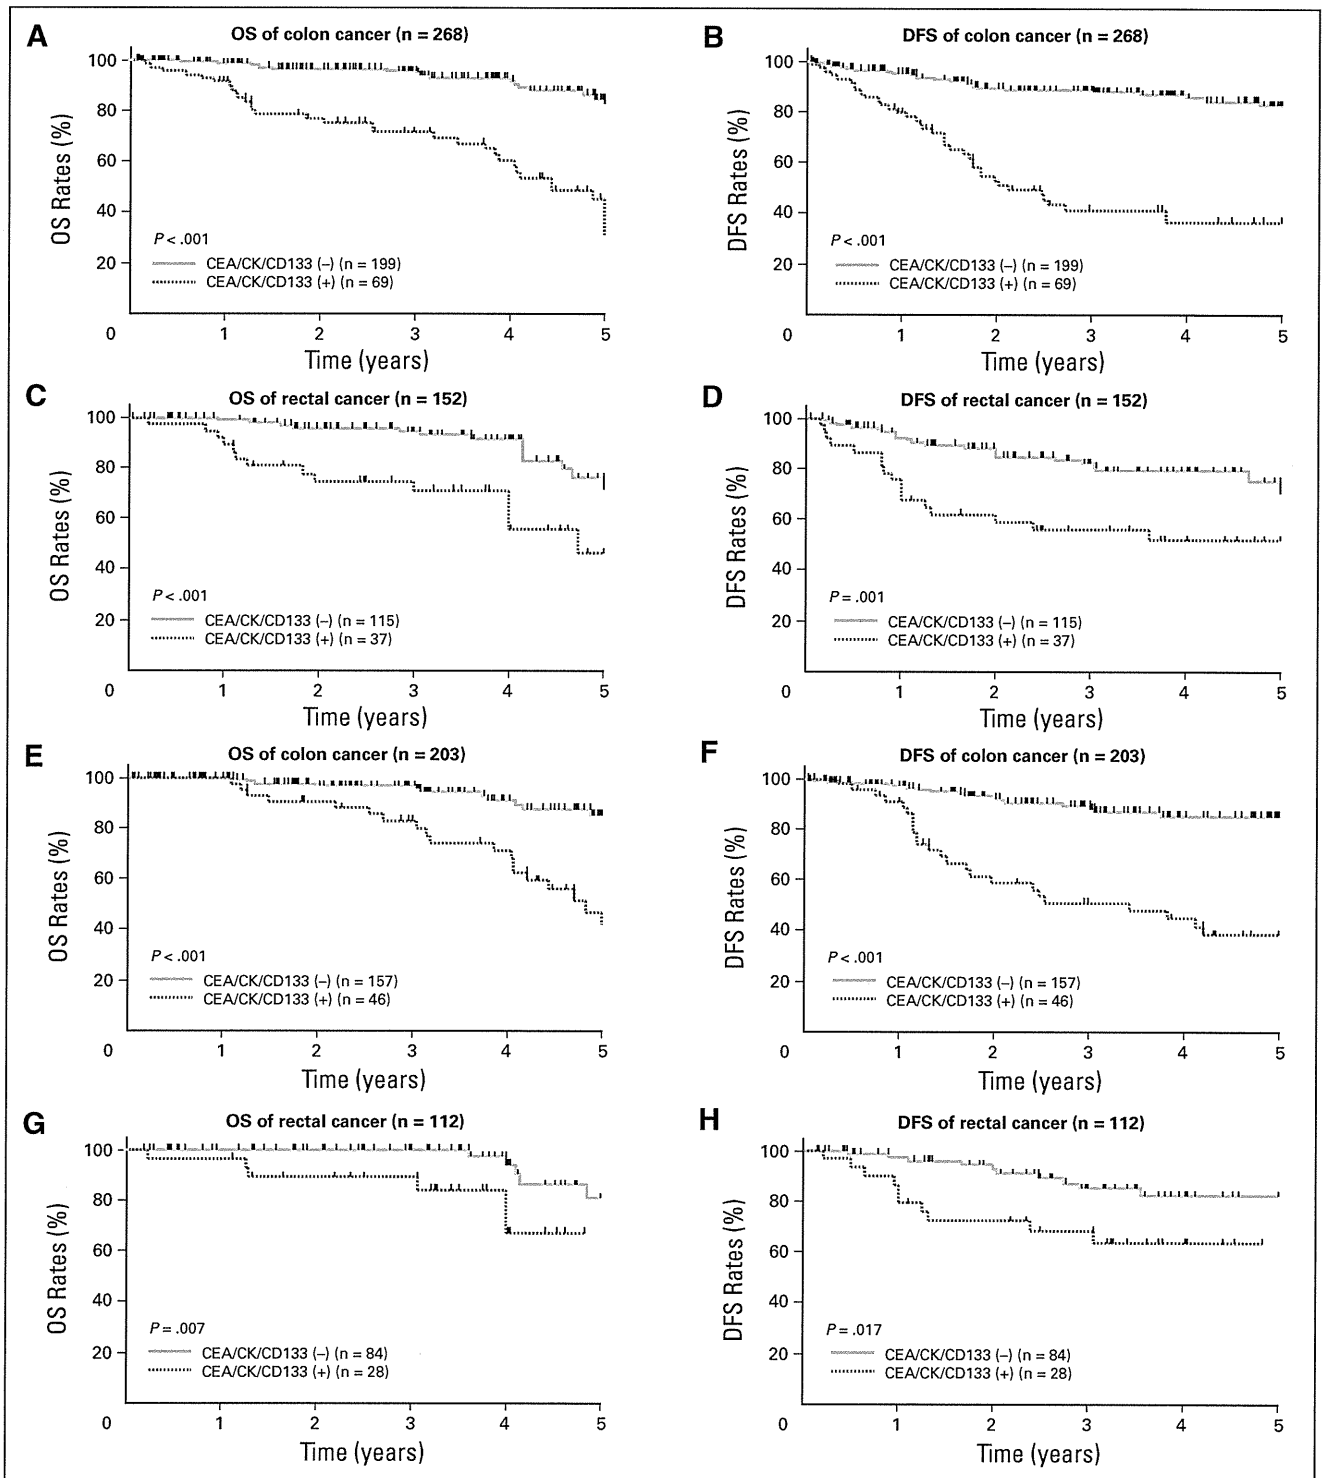 A
OS of colon cancer (n = 268)
100
80
60
40
20
0
OS Rates (%)
P < .001
CEA/CK/CD133 (–) (n = 199)
CEA/CK/CD133 (+) (n = 69)
1 2 3 4 5
Time (years)
B
DFS of colon cancer (n = 268)
100
80
60
40
20
0
DFS Rates (%)
P < .001
CEA/CK/CD133 (–) (n = 199)
CEA/CK/CD133 (+) (n = 69)
1 2 3 4 5
Time (years)
C
OS of rectal cancer (n = 152)
100
80
60
40
20
0
OS Rates (%)
P < .001
CEA/CK/CD133 (–) (n = 115)
CEA/CK/CD133 (+) (n = 37)
1 2 3 4 5
Time (years)
D
DFS of rectal cancer (n = 152)
100
80
60
40
20
0
DFS Rates (%)
P = .001
CEA/CK/CD133 (–) (n = 115)
CEA/CK/CD133 (+) (n = 37)
1 2 3 4 5
Time (years)
E
OS of colon cancer (n = 203)
100
80
60
40
20
0
OS Rates (%)
P < .001
CEA/CK/CD133 (–) (n = 157)
CEA/CK/CD133 (+) (n = 46)
1 2 3 4 5
Time (years)
F
DFS of colon cancer (n = 203)
100
80
60
40
20
0
DFS Rates (%)
P < .001
CEA/CK/CD133 (–) (n = 157)
CEA/CK/CD133 (+) (n = 46)
1 2 3 4 5
Time (years)
G
OS of rectal cancer (n = 112)
100
80
60
40
20
0
OS Rates (%)
P = .007
CEA/CK/CD133 (–) (n = 84)
CEA/CK/CD133 (+) (n = 28)
1 2 3 4 5
Time (years)
H
DFS of rectal cancer (n = 112)
100
80
60
40
20
0
DFS Rates (%)
P = .017
CEA/CK/CD133 (–) (n = 84)
CEA/CK/CD133 (+) (n = 28)
1 2 3 4 5
Time (years)